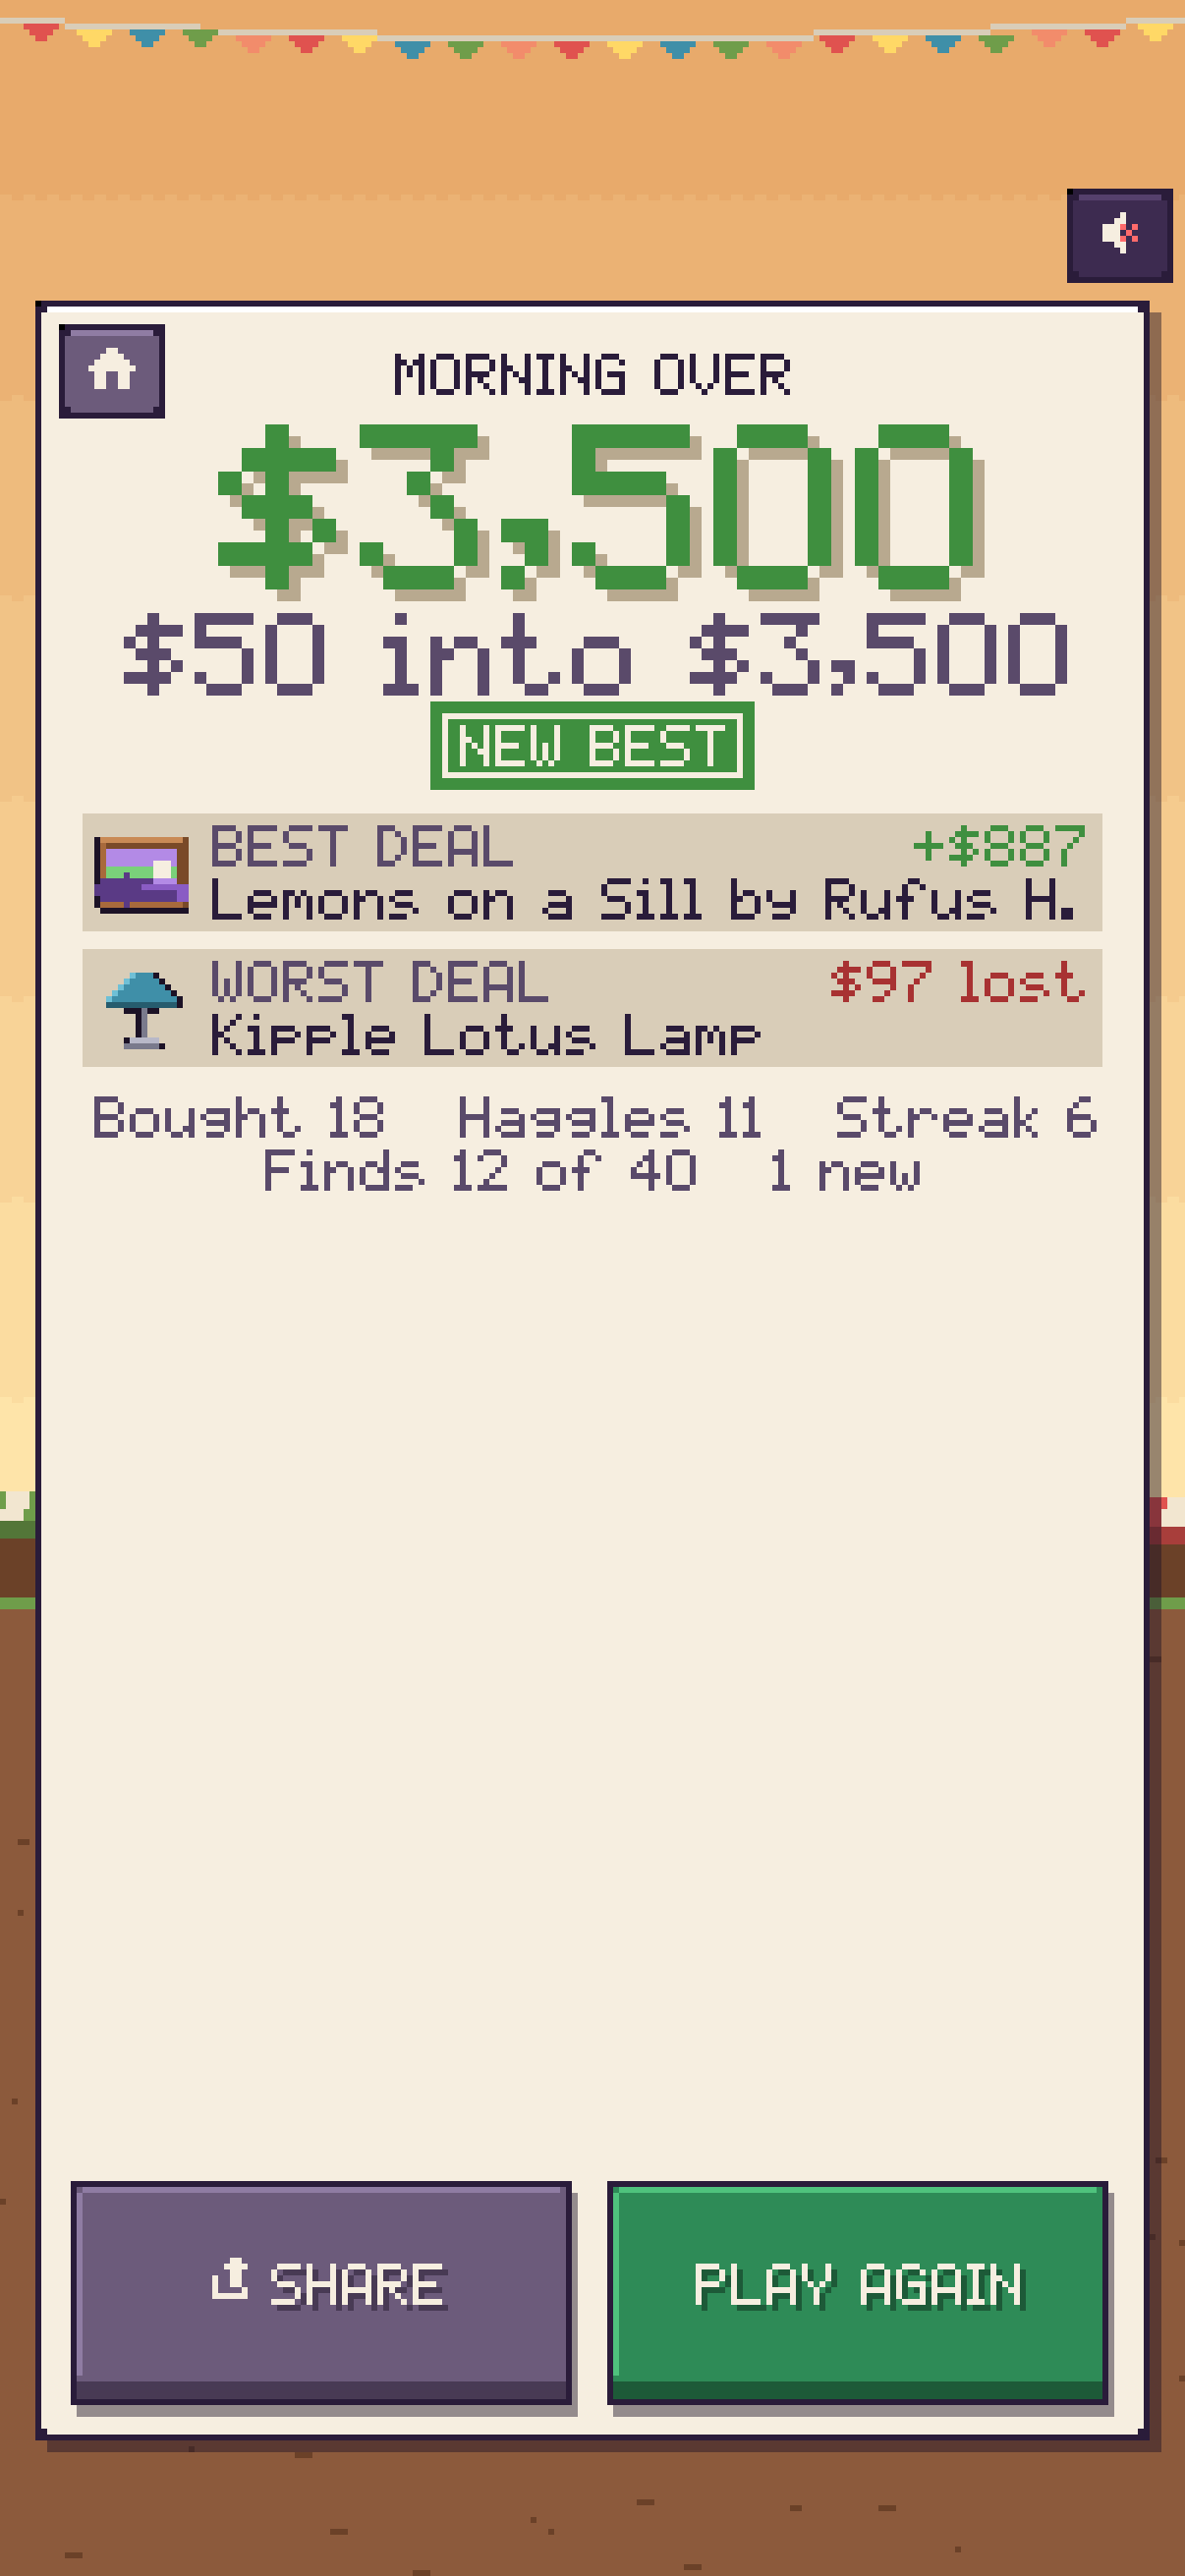 MORNING OVER
$3,500
$50 into $3,500
NEW BEST
BEST DEAL +$887
Lemons on a Sill by Rufus H.
WORST DEAL $97 lost
Kipple Lotus Lamp
Bought 18 Haggles 11 Streak 6
Finds 12 of 40 1 new
SHARE
PLAY AGAIN